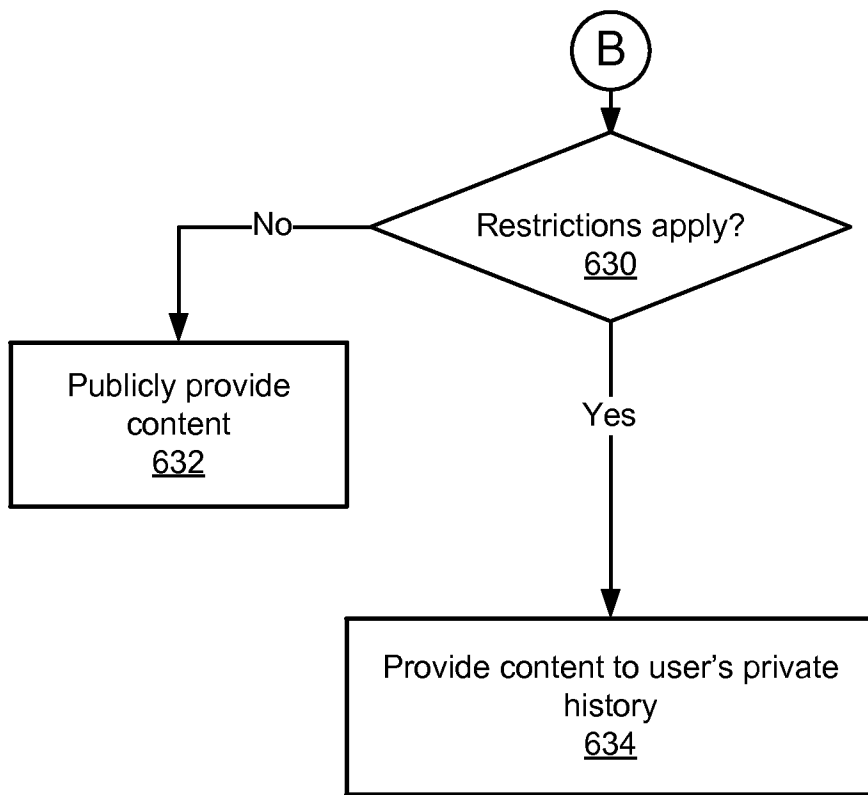 B
Restrictions apply?
630
No
Publicly provide
content
632
Yes
Provide content to user's private
history
634